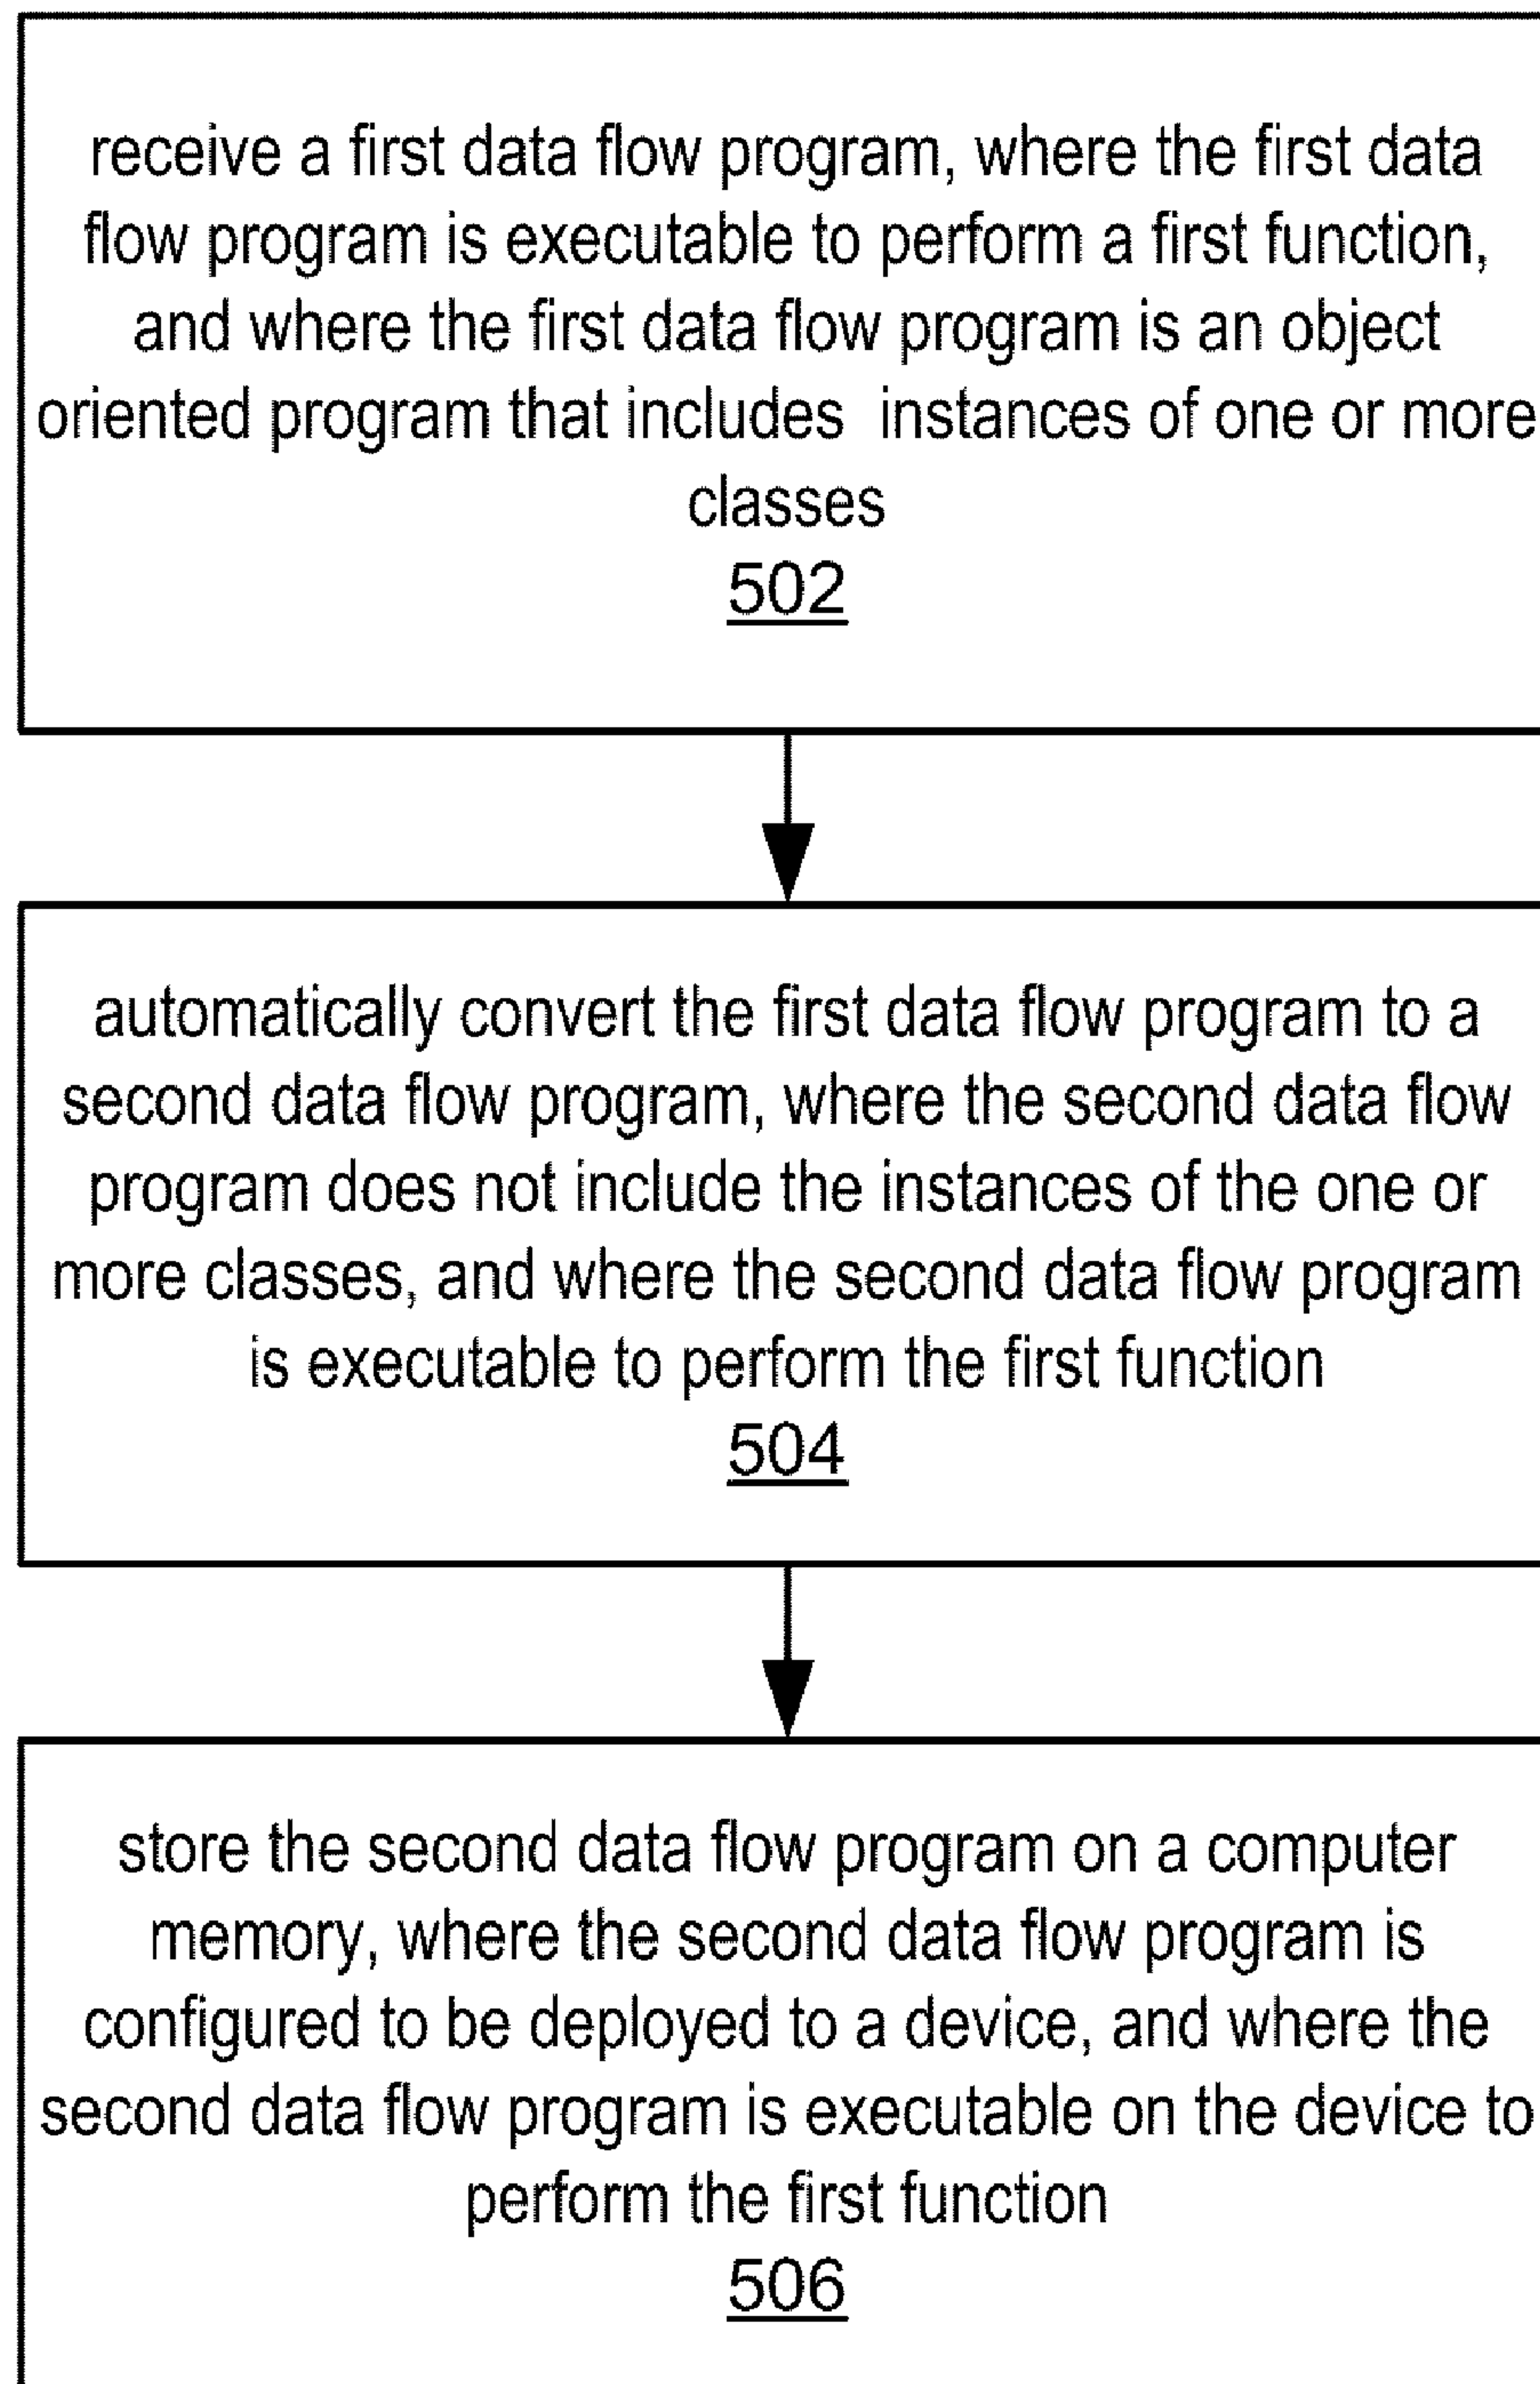 receive a first data flow program, where the first data
flow program is executable to perform a first function,
and where the first data flow program is an object
oriented program that includes  instances of one or more
classes
502
automatically convert the first data flow program to a
second data flow program, where the second data flow
program does not include the instances of the one or
more classes, and where the second data flow program
is executable to perform the first function
504
store the second data flow program on a computer
memory, where the second data flow program is
configured to be deployed to a device, and where the
second data flow program is executable on the device to
perform the first function
506